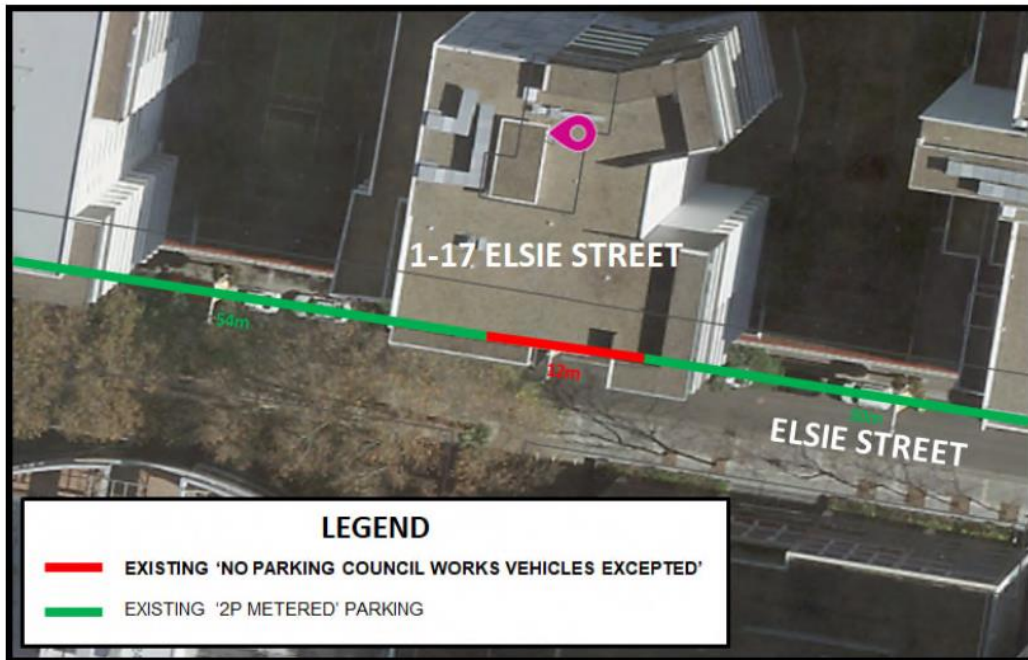 1-17 ELSIE STREET
54m
12m
ELSIE STREET
LEGEND
EXISTING ‘NO PARKING COUNCIL WORKS VEHICLES EXCEPTED’
EXISTING ‘2P METERED’ PARKING